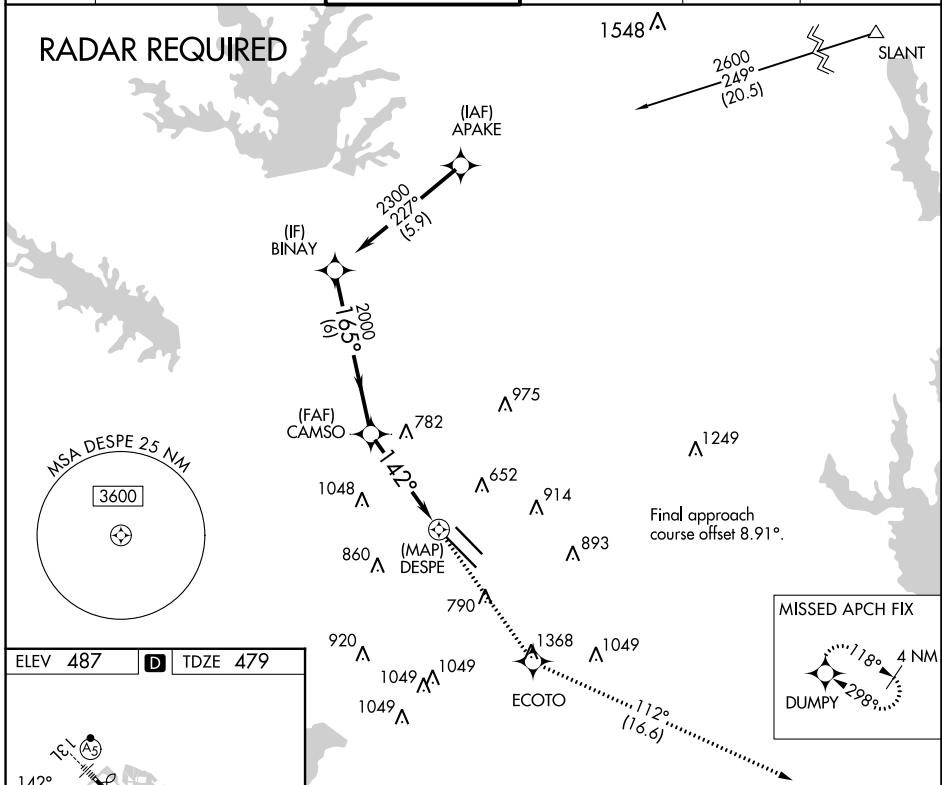 RADAR REQUIRED
1548
SLANT
2600
249°
(20.5)
(IAF)
APAKE
2300
227°
(5.9)
(IF)
BINAY
2000
165°
(6)
(FAF)
CAMSO
782
975
1249
142°
652
1048
914
MSA DESPE 25 NM
3600
Final approach
course offset 8.91°.
(MAP)
DESPE
893
860
790
MISSED APCH FIX
118°
4 NM
298°
DUMPY
920
1368
1049
1049
1049
1049
ECOTO
112°
(16.6)
ELEV 487
D
TDZE 479
13L
A5
142°